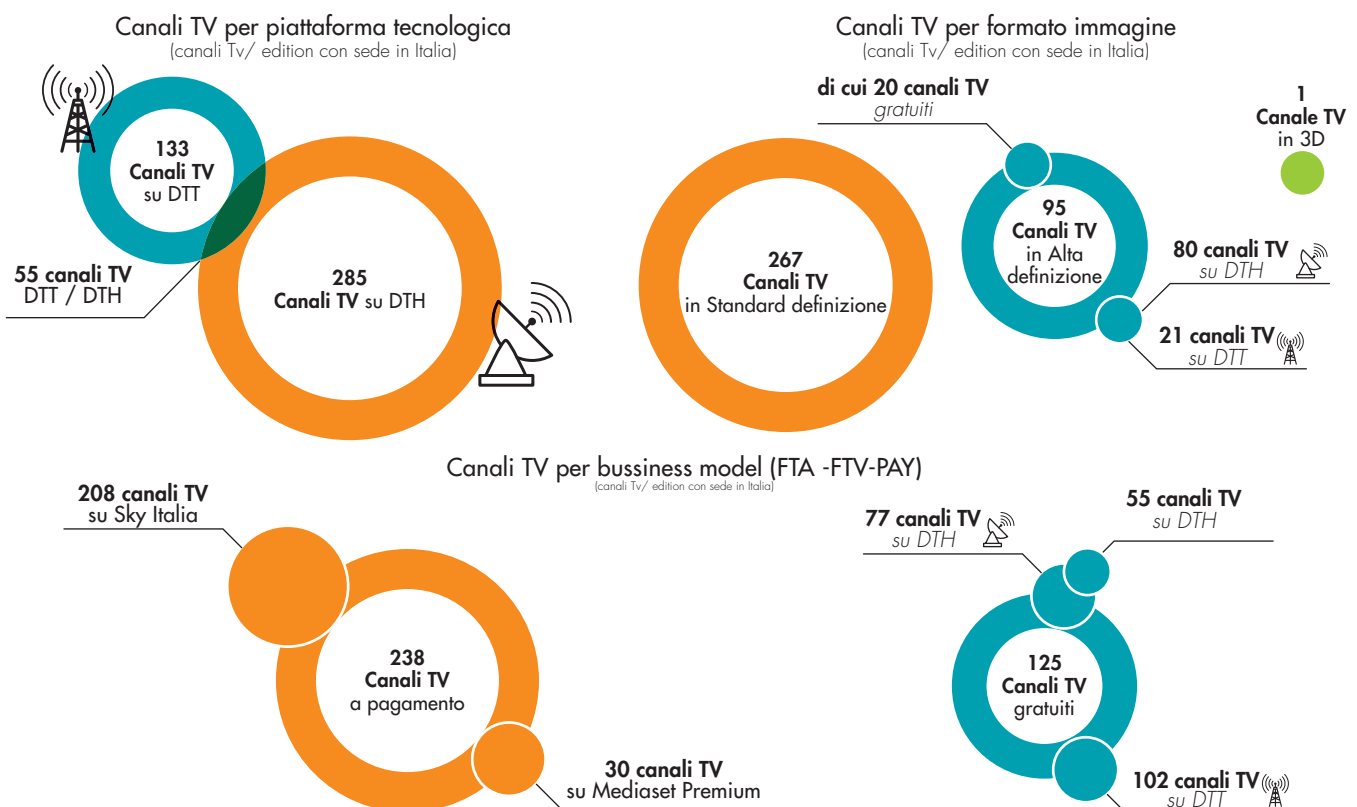 Canali TV per piattaforma tecnologica
(canali Tv/ edition con sede in Italia)
133
Canali TV
su DTT
55 canali TV
DTT / DTH
285
Canali TV su DTH
Canali TV per formato immagine
(canali Tv/ edition con sede in Italia)
di cui 20 canali TV
gratuiti
1
Canale TV
in 3D
267
Canali TV
in Standard definizione
95
Canali TV
in Alta
definizione
80 canali TV
su DTH
21 canali TV
su DTT
Canali TV per bussiness model (FTA -FTV-PAY)
(canali Tv/ edition con sede in Italia)
208 canali TV
su Sky Italia
238
Canali TV
a pagamento
30 canali TV
su Mediaset Premium
77 canali TV
su DTH
55 canali TV
su DTH
125
Canali TV
gratuiti
102 canali TV
su DTT